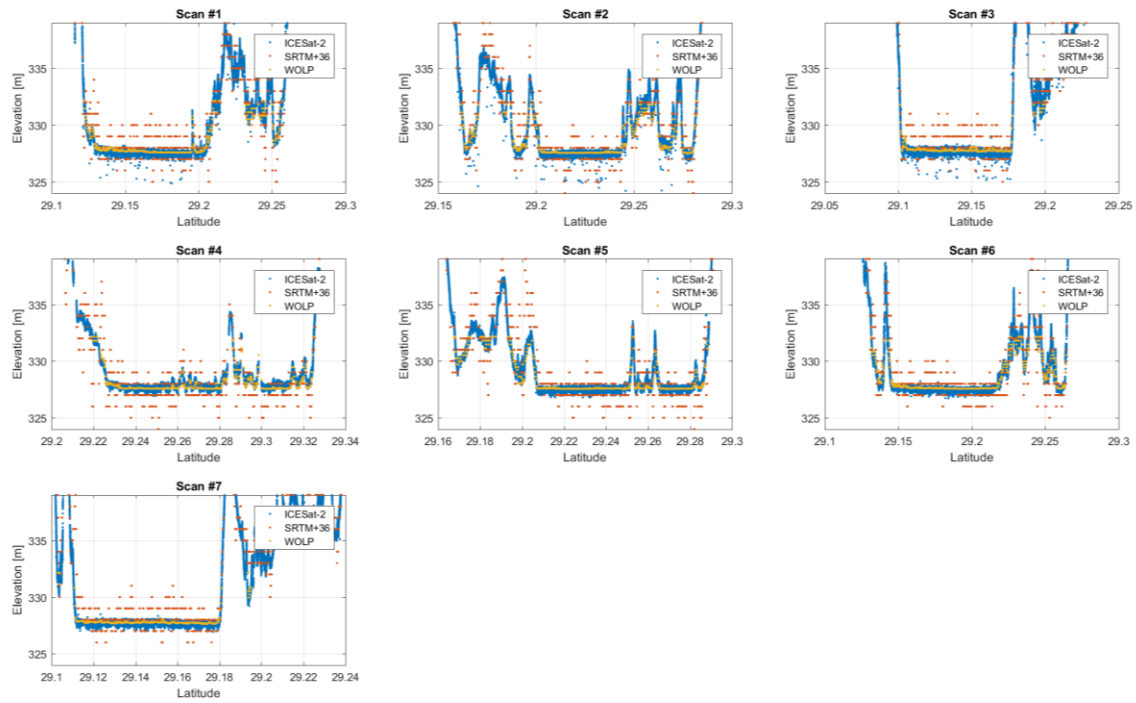 Scan #1
Elevation [m]
335
330
325
ICESat-2
SRTM+36
WOLP
29.1 29.15 29.2 29.25 29.3
Latitude
Scan #2
Elevation [m]
335
330
325
ICESat-2
SRTM+36
WOLP
29.15 29.2 29.25 29.3
Latitude
Scan #3
Elevation [m]
335
330
325
ICESat-2
SRTM+36
WOLP
29.05 29.1 29.15 29.2 29.25
Latitude
Scan #4
Elevation [m]
335
330
325
ICESat-2
SRTM+36
WOLP
29.2 29.22 29.24 29.26 29.28 29.3 29.32 29.34
Latitude
Scan #5
Elevation [m]
335
330
325
ICESat-2
SRTM+36
WOLP
29.16 29.18 29.2 29.22 29.24 29.26 29.28 29.3
Latitude
Scan #6
Elevation [m]
335
330
325
ICESat-2
SRTM+36
WOLP
29.1 29.15 29.2 29.25 29.3
Latitude
Scan #7
Elevation [m]
335
330
325
ICESat-2
SRTM+36
WOLP
29.1 29.12 29.14 29.16 29.18 29.2 29.22 29.24
Latitude